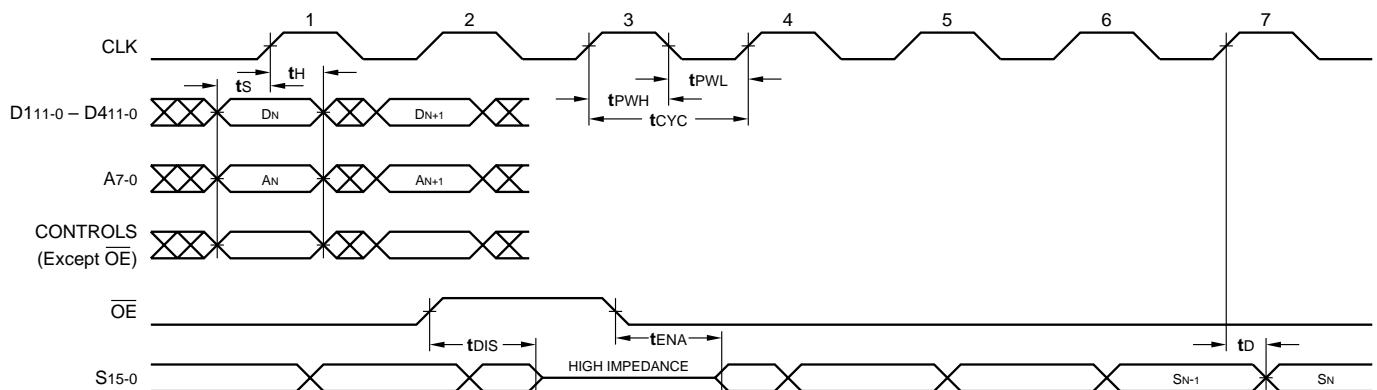 1 2 3 4 5 6 7
CLK
tS tH
tPWH tPWL
tCYC
D111-0 – D411-0 DN DN+1
A7-0 AN AN+1
CONTROLS
(Except OE)
OE
tDIS tENA tD
S15-0 HIGH IMPEDANCE SN-1 SN